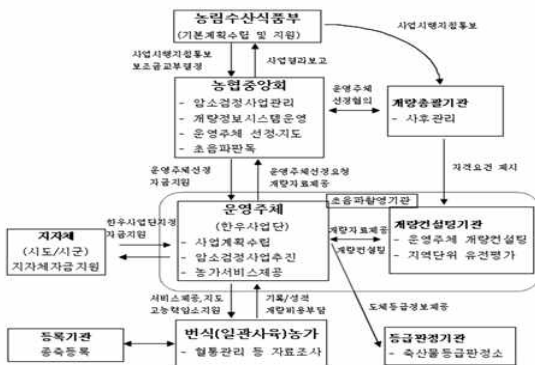 농림수산식품부
(기본계획수립 및 지원)
사업시행지침통보
사업시행지침통보
보조금교부결정
사업결과보고
농협중앙회
- 암소검정사업관리
- 개량정보시스템운영
- 운영주체 선정·지도
- 초음파판독
운영주체
선정협의
개량총괄기관
- 사후관리
운영주체선정
자금지원
운영주체선정요청
개량자료제공
자격요건 제시
초음파촬영기관
지자체
(시도/시군)
지자체자금지원
한우사업단지정
자금지원
운영주체
(한우사업단)
- 사업계획수립
- 암소검정사업추진
- 농가서비스제공
개량자료제공
개량컨설팅
개량컨설팅기관
- 운영주체 개량컨설팅
- 지역단위 유전평가
서비스제공,지도
고능력암소지원
기록/성적
개량비용부담
도체등급정보제공
등록기관
종축등록
번식(일관사육)농가
- 혈통관리 등 자료조사
등급판정기관
- 축산물등급판정소